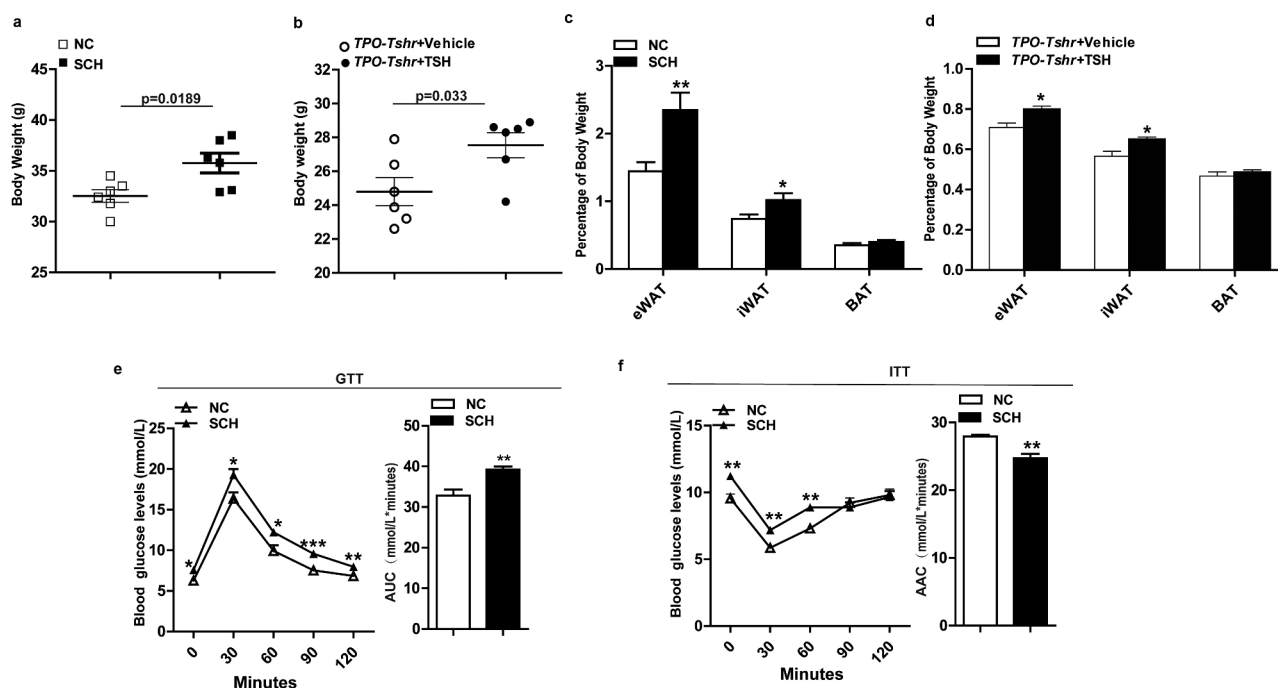 a
NC
SCH
45
40
35
30
25
Body Weight (g)
p=0.0189
b
TPO-Tshr+Vehicle
TPO-Tshr+TSH
28
26
24
22
20
Body weight (g)
p=0.033
c
NC
SCH
3
2
1
0
Percentage of Body Weight
**
*
eWAT
iWAT
BAT
d
TPO-Tshr+Vehicle
TPO-Tshr+TSH
1.0
0.8
0.6
0.4
0.2
0.0
Percentage of Body Weight
*
*
eWAT
iWAT
BAT
e
GTT
NC
SCH
25
20
15
10
5
0
Blood glucose levels (mmol/L)
*
*
*
***
**
0
30
60
90
120
Minutes
NC
SCH
50
40
30
20
10
0
AUC (mmol/L*minutes)
**
f
ITT
NC
SCH
15
10
5
0
Blood glucose levels (mmol/L)
**
**
**
0
30
60
90
120
Minutes
NC
SCH
30
20
10
0
AAC (mmol/L*minutes)
**